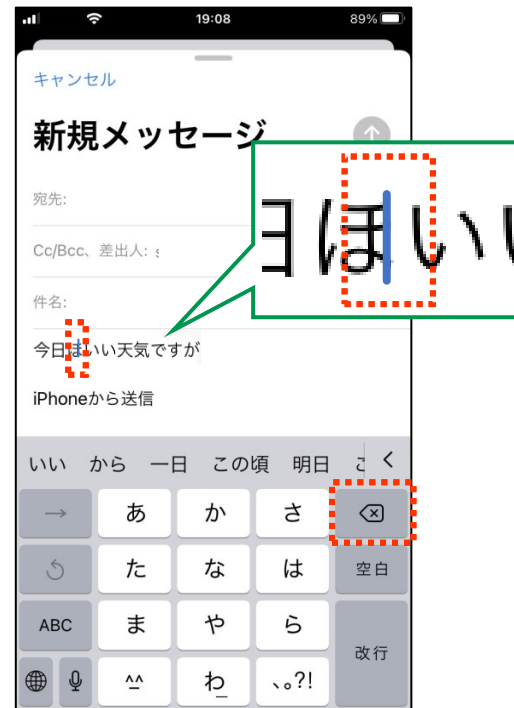 19:08 89%
キャンセル
新規メッセージ
日ほい
宛先:
Cc/Bcc、差出人:
件名:
今日ほいい天気ですが
iPhoneから送信
いい から 一日 この頃 明日
→ あ か さ
た な は 空白
ABC ま や ら 改行
^^ わ 、。?!